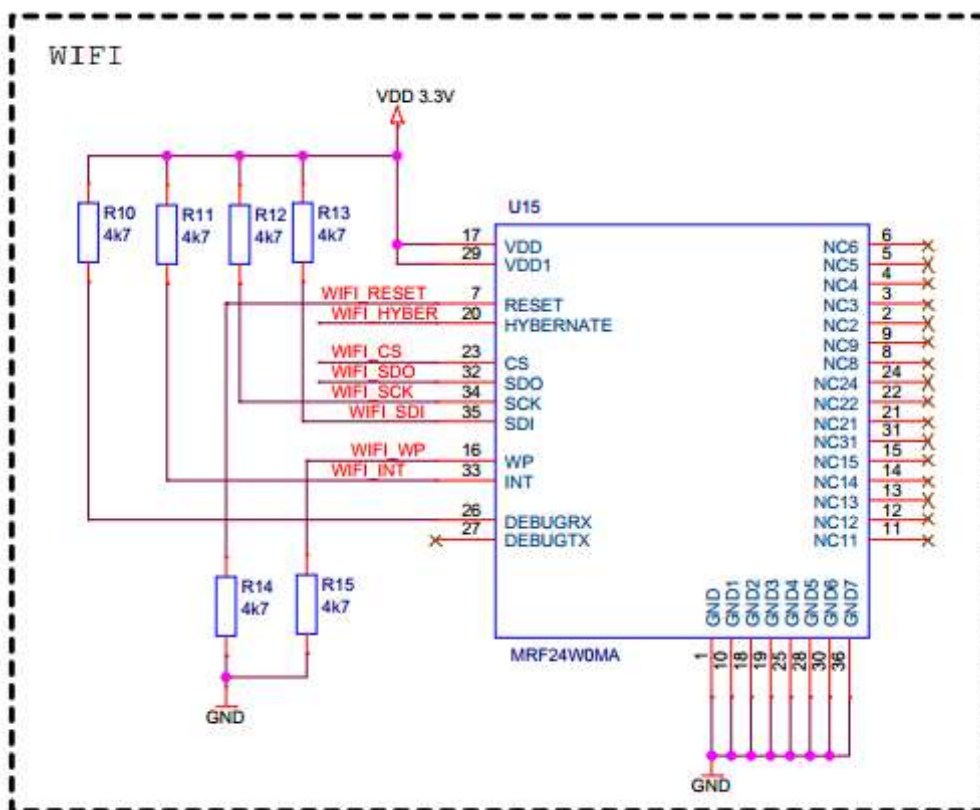 WIFI
VDD 3.3V
R10
4k7
R11
4k7
R12
4k7
R13
4k7
U15
17 VDD
29 VDD1
WIFI_RESET 7 RESET
WIFI_HYBER 20 HYBERNATE
WIFI_CS 23 CS
WIFI_SDO 32 SDO
WIFI_SCK 34 SCK
WIFI_SDI 35 SDI
WIFI_WP 16 WP
WIFI_INT 33 INT
26 DEBUGRX
27 DEBUGTX
NC6 6
NC5 5
NC4 4
NC3 3
NC2 2
NC9 9
NC8 8
NC24 24
NC22 22
NC21 21
NC31 31
NC15 15
NC14 14
NC13 13
NC12 12
NC11 11
R14
4k7
R15
4k7
GND
GND GND1 GND2 GND3 GND4 GND5 GND6 GND7
1 10 18 19 25 28 30 36
MRF24W0MA
GND